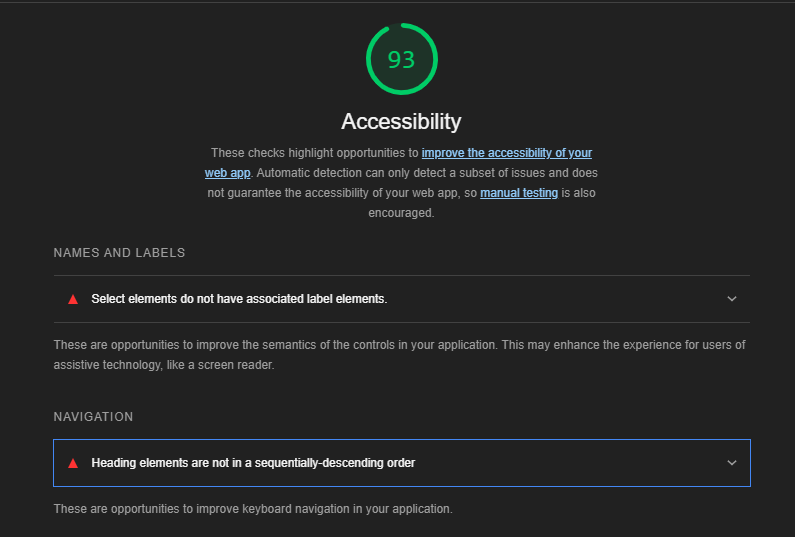 93
Accessibility
These checks highlight opportunities to improve the accessibility of your
web app. Automatic detection can only detect a subset of issues and does
not guarantee the accessibility of your web app, so manual testing is also
encouraged.
NAMES AND LABELS
Select elements do not have associated label elements.
These are opportunities to improve the semantics of the controls in your application. This may enhance the experience for users of
assistive technology, like a screen reader.
NAVIGATION
Heading elements are not in a sequentially-descending order
These are opportunities to improve keyboard navigation in your application.